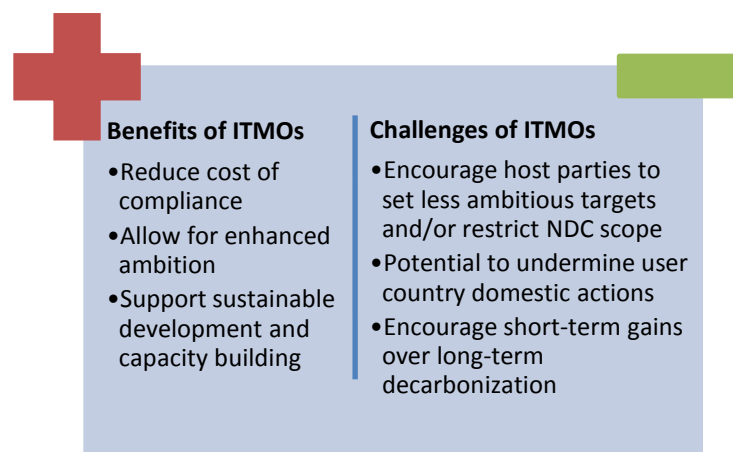 Benefits of ITMOs
•Reduce cost of
compliance
•Allow for enhanced
ambition
•Support sustainable
development and
capacity building
Challenges of ITMOs
•Encourage host parties to
set less ambitious targets
and/or restrict NDC scope
•Potential to undermine user
country domestic actions
•Encourage short-term gains
over long-term
decarbonization